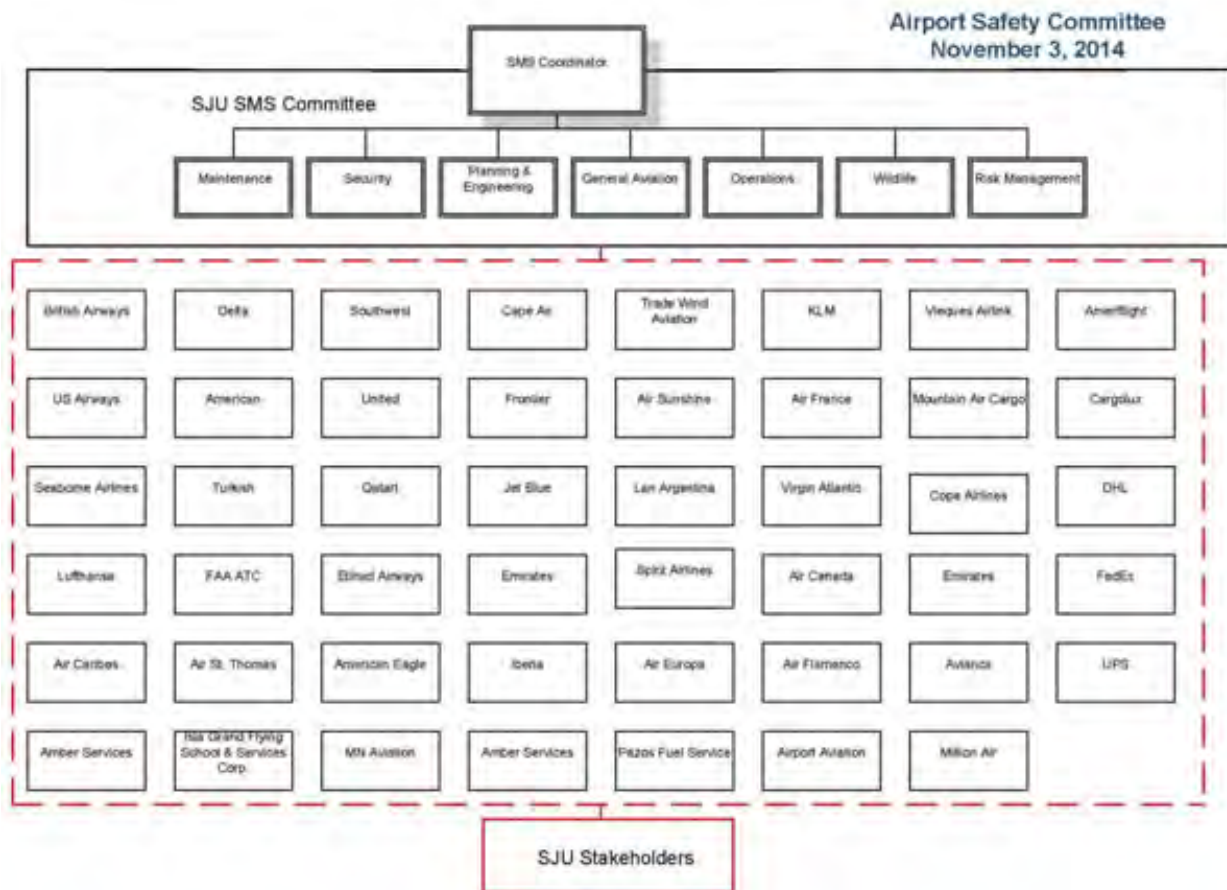 Airport Safety Committee
November 3, 2014
SMS Coordinator
SJU SMS Committee
Maintenance
Security
Planning &
Engineering
General Aviation
Operations
Wildlife
Risk Management
British Airways
Delta
Southwest
Cape Air
Trade Wind
Aviation
KLM
Vieques Airlink
Ameriflight
US Airways
American
United
Frontier
Air Sunshine
Air France
Mountain Air Cargo
Cargolux
Seaborne Airlines
Turkish
Qatari
Jet Blue
Lan Argentina
Virgin Atlantic
Cope Airlines
DHL
Lufthansa
FAA ATC
Etihad Airways
Emirates
Spirit Airlines
Air Canada
Emirates
FedEx
Air Caribes
Air St. Thomas
American Eagle
Iberia
Air Europa
Air Flamenco
Avianca
UPS
Amber Services
Isla Grand Flying
School & Services
Corp.
MN Aviation
Amber Services
Pazos Fuel Service
Airport Aviation
Million Air
SJU Stakeholders